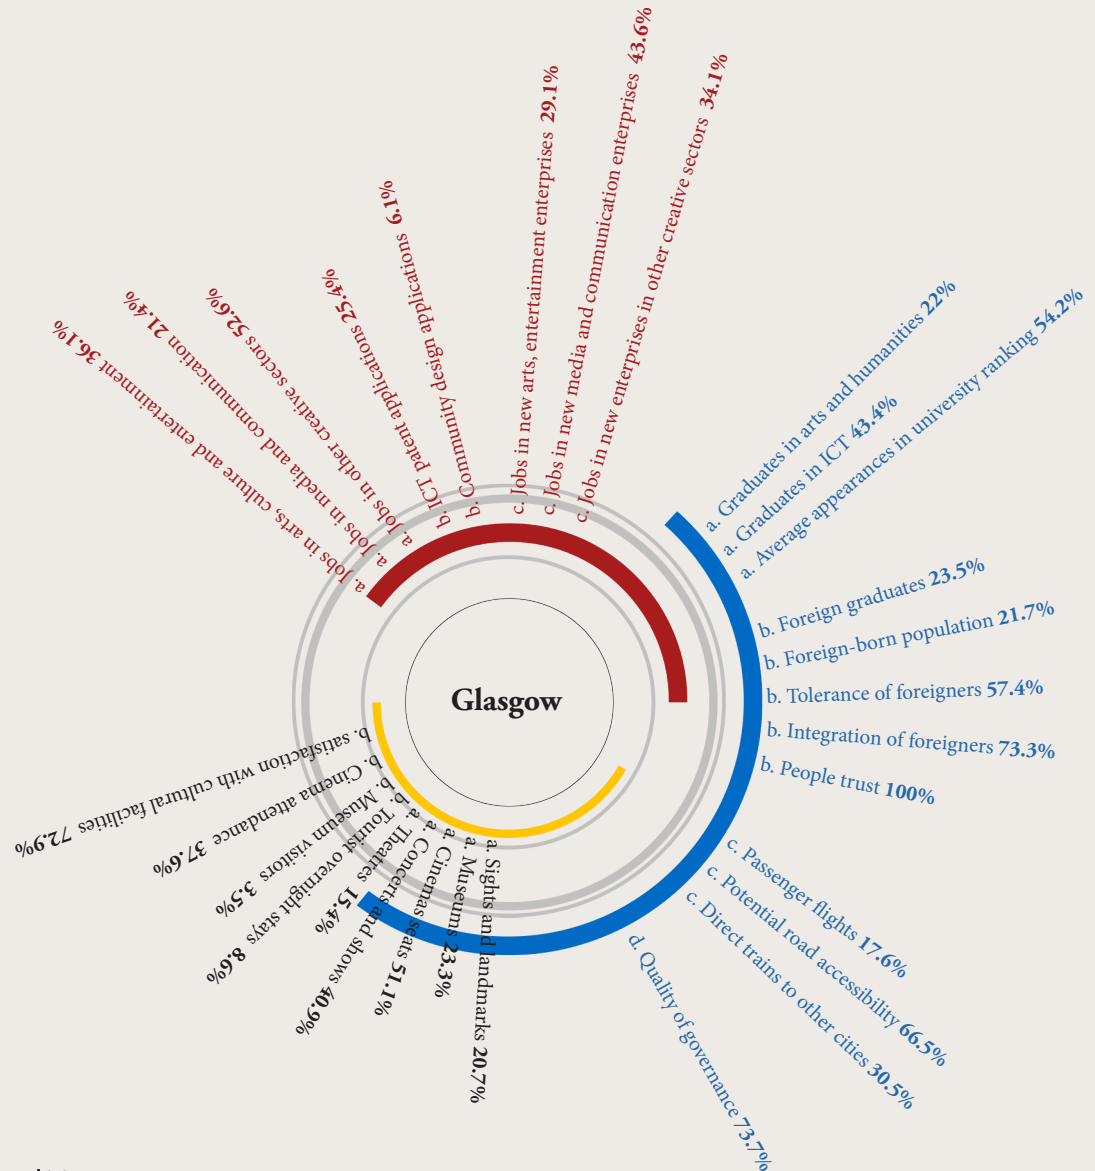 a. Jobs in arts, culture and entertainment 36.1%
a. Jobs in media and communication 21.4%
a. Jobs in other creative sectors 52.6%
b. ICT patent applications 25.4%
b. Community design applications 6.1%
c. Jobs in new arts, entertainment enterprises 29.1%
c. Jobs in new media and communication enterprises 43.6%
c. Jobs in new enterprises in other creative sectors 34.1%
a. Graduates in arts and humanities 22%
a. Graduates in ICT 43.4%
a. Average appearances in university ranking 54.2%
b. Foreign graduates 23.5%
b. Foreign-born population 21.7%
b. Tolerance of foreigners 57.4%
b. Integration of foreigners 73.3%
b. People trust 100%
c. Passenger flights 17.6%
c. Potential road accessibility 66.5%
c. Direct trains to other cities 30.5%
d. Quality of governance 73.7%
a. Sights and landmarks 20.7%
a. Museums 23.3%
a. Cinemas seats 51.1%
a. Concerts and shows 40.9%
a. Theatres 15.4%
b. Tourist overnight stays 8.6%
b. Museum visitors 3.5%
b. Cinema attendance 37.6%
b. satisfaction with cultural facilities 72.9%
Glasgow